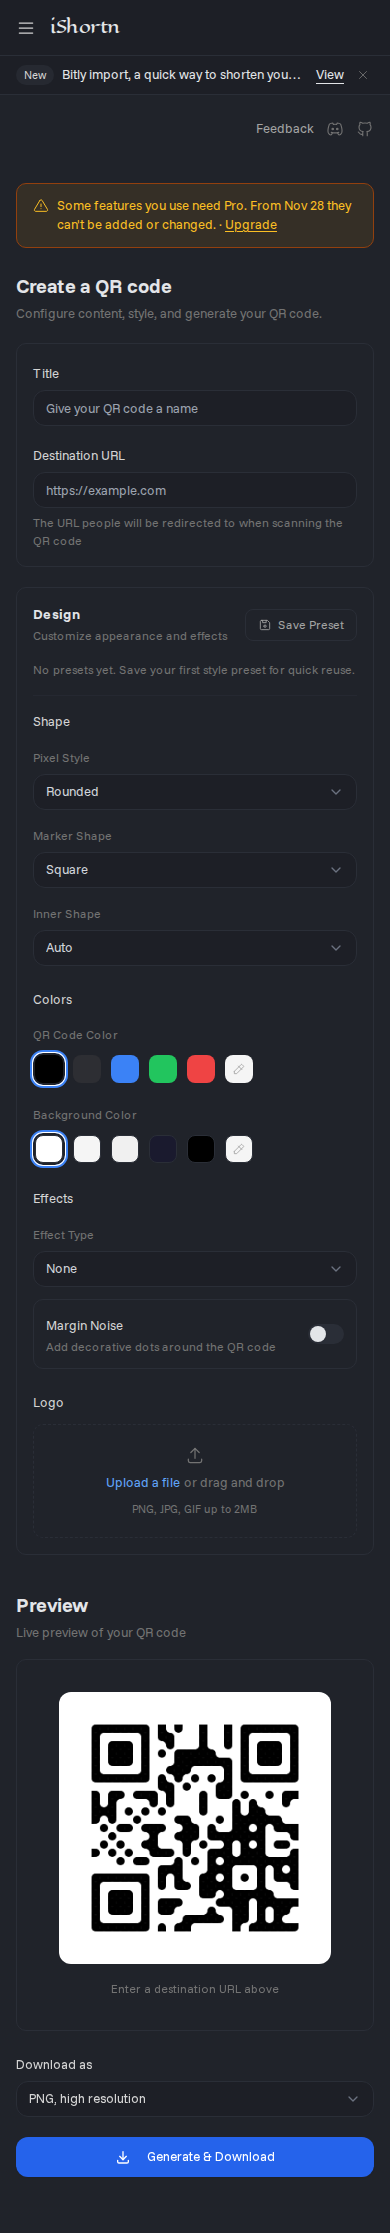 iShortn
New Bitly import, a quick way to shorten you... View
Feedback
Some features you use need Pro. From Nov 28 they
can't be added or changed. · Upgrade
Create a QR code
Configure content, style, and generate your QR code.
Title
Give your QR code a name
Destination URL
https://example.com
The URL people will be redirected to when scanning the
QR code
Design
Customize appearance and effects
Save Preset
No presets yet. Save your first style preset for quick reuse.
Shape
Pixel Style
Rounded
Marker Shape
Square
Inner Shape
Auto
Colors
QR Code Color
Background Color
Effects
Effect Type
None
Margin Noise
Add decorative dots around the QR code
Logo
Upload a file or drag and drop
PNG, JPG, GIF up to 2MB
Preview
Live preview of your QR code
Enter a destination URL above
Download as
PNG, high resolution
Generate & Download